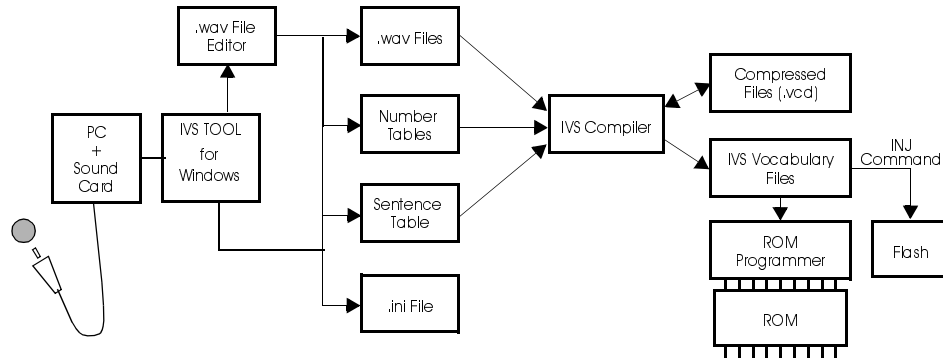 .wav File
Editor
.wav Files
Compressed
Files (.vcd)
Number
Tables
IVS Compiler
PC
+
Sound
Card
IVS TOOL
for
Windows
INJ
Command
IVS Vocabulary
Files
Sentence
Table
ROM
Programmer
Flash
.ini File
ROM